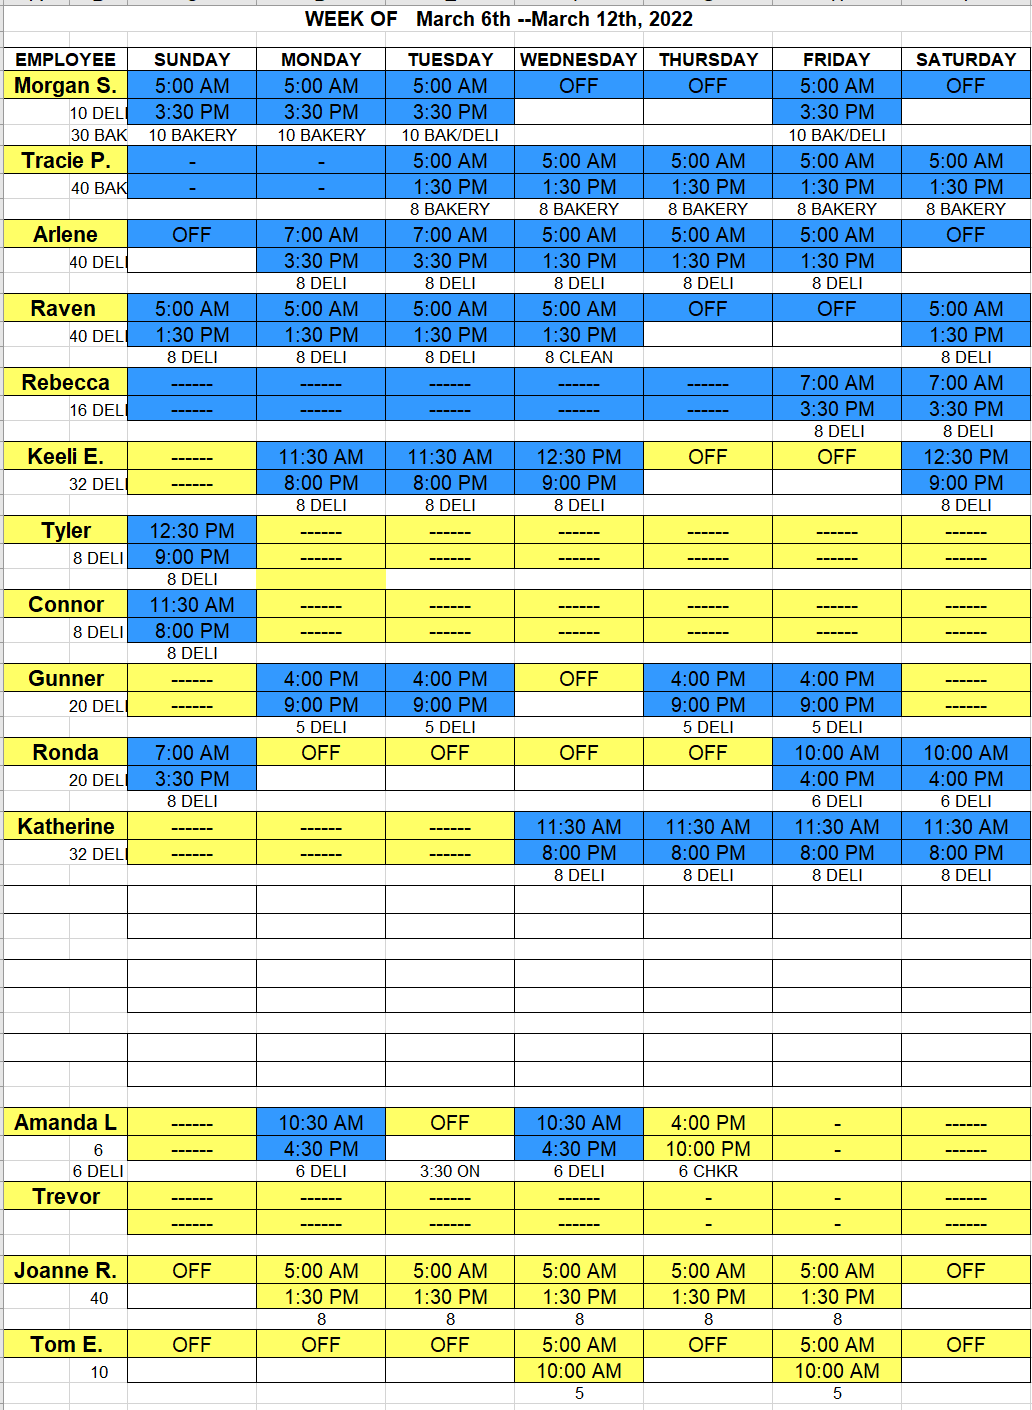 WEEK OF March 6th --March 12th, 2022
EMPLOYEE SUNDAY MONDAY TUESDAY WEDNESDAY THURSDAY FRIDAY SATURDAY
Morgan S. 5:00 AM 5:00 AM 5:00 AM OFF OFF 5:00 AM OFF
10 DELI 3:30 PM 3:30 PM 3:30 PM 3:30 PM
30 BAK 10 BAKERY 10 BAKERY 10 BAK/DELI 10 BAK/DELI
Tracie P. - - 5:00 AM 5:00 AM 5:00 AM 5:00 AM 5:00 AM
40 BAK - - 1:30 PM 1:30 PM 1:30 PM 1:30 PM 1:30 PM
8 BAKERY 8 BAKERY 8 BAKERY 8 BAKERY 8 BAKERY
Arlene OFF 7:00 AM 7:00 AM 5:00 AM 5:00 AM 5:00 AM OFF
40 DELI 3:30 PM 3:30 PM 1:30 PM 1:30 PM 1:30 PM
8 DELI 8 DELI 8 DELI 8 DELI 8 DELI
Raven 5:00 AM 5:00 AM 5:00 AM 5:00 AM OFF OFF 5:00 AM
40 DELI 1:30 PM 1:30 PM 1:30 PM 1:30 PM 1:30 PM
8 DELI 8 DELI 8 DELI 8 CLEAN 8 DELI
Rebecca ------ ------ ------ ------ ------ 7:00 AM 7:00 AM
16 DELI ------ ------ ------ ------ ------ 3:30 PM 3:30 PM
8 DELI 8 DELI
Keeli E. ------ 11:30 AM 11:30 AM 12:30 PM OFF OFF 12:30 PM
32 DELI ------ 8:00 PM 8:00 PM 9:00 PM 9:00 PM
8 DELI 8 DELI 8 DELI 8 DELI
Tyler 12:30 PM ------ ------ ------ ------ ------ ------
8 DELI 9:00 PM ------ ------ ------ ------ ------ ------
8 DELI
Connor 11:30 AM ------ ------ ------ ------ ------ ------
8 DELI 8:00 PM ------ ------ ------ ------ ------ ------
8 DELI
Gunner ------ 4:00 PM 4:00 PM OFF 4:00 PM 4:00 PM ------
20 DELI ------ 9:00 PM 9:00 PM 9:00 PM 9:00 PM ------
5 DELI 5 DELI 5 DELI 5 DELI
Ronda 7:00 AM OFF OFF OFF OFF 10:00 AM 10:00 AM
20 DELI 3:30 PM 4:00 PM 4:00 PM
8 DELI 6 DELI 6 DELI
Katherine ------ ------ ------ 11:30 AM 11:30 AM 11:30 AM 11:30 AM
32 DELI ------ ------ ------ 8:00 PM 8:00 PM 8:00 PM 8:00 PM
8 DELI 8 DELI 8 DELI 8 DELI
Amanda L ------ 10:30 AM OFF 10:30 AM 4:00 PM - ------
6 ------ 4:30 PM 4:30 PM 10:00 PM - ------
6 DELI 6 DELI 3:30 ON 6 DELI 6 CHKR
Trevor ------ ------ ------ ------ - - ------
------ ------ ------ ------ - - ------
Joanne R. OFF 5:00 AM 5:00 AM 5:00 AM 5:00 AM 5:00 AM OFF
40 1:30 PM 1:30 PM 1:30 PM 1:30 PM 1:30 PM
8 8 8 8 8
Tom E. OFF OFF OFF 5:00 AM OFF 5:00 AM OFF
10 10:00 AM 10:00 AM
5 5